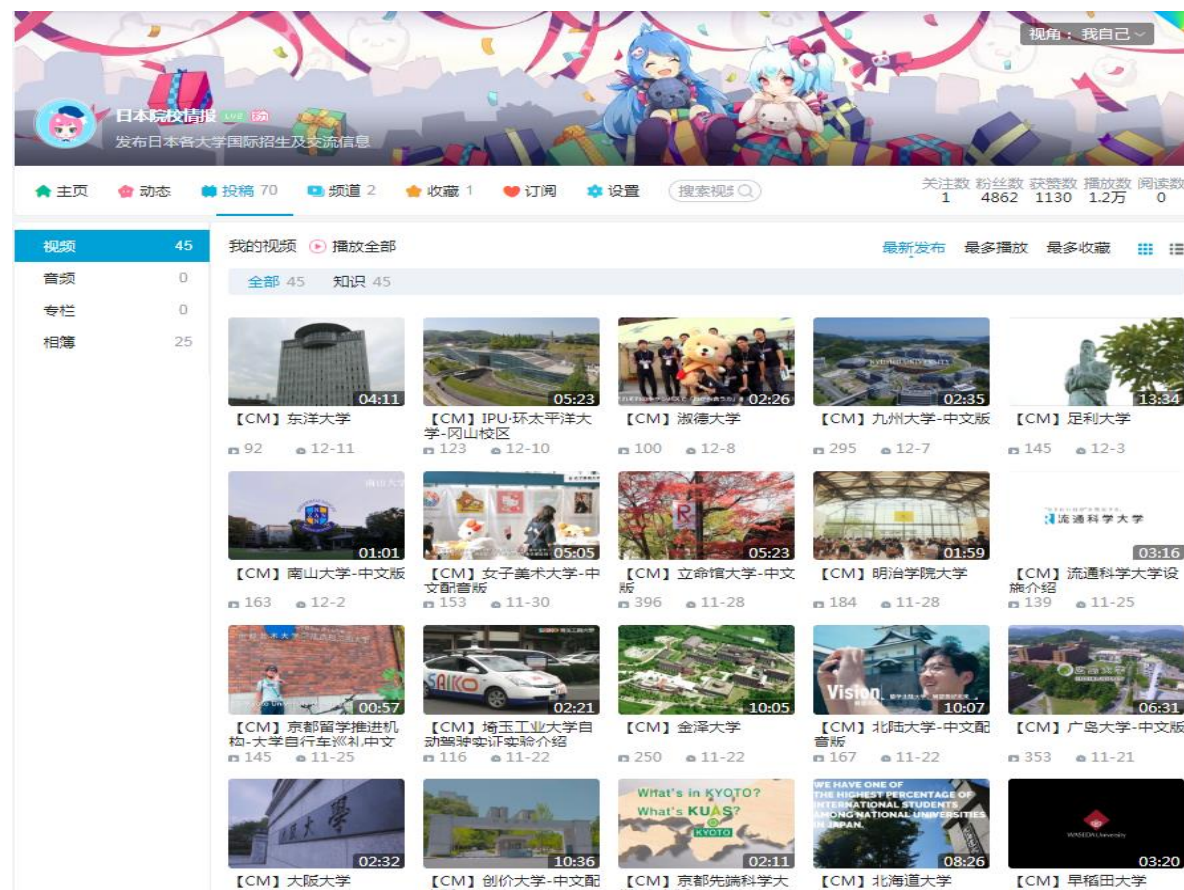 视角：我自己
日本院校情报 LV2
发布日本各大学国际招生及交流信息
主页 动态 投稿 70 频道 2 收藏 1 订阅 设置 搜索视频
关注数 粉丝数 获赞数 播放数 阅读数
1 4862 1130 1.2万 0
视频 45
音频 0
专栏 0
相簿 25
我的视频 播放全部 最新发布 最多播放 最多收藏
全部 45 知识 45
KYUSHU UNIVERSITY
04:11 05:23 02:26 02:35 13:34
【CM】东洋大学
【CM】IPU·环太平洋大
学-冈山校区
【CM】淑德大学
【CM】九州大学-中文版
【CM】足利大学
92 12-11 123 12-10 100 12-8 295 12-7 145 12-3
南山大学
R
流通科学大学
01:01 05:05 05:23 01:59 03:16
【CM】南山大学-中文版
【CM】女子美术大学-中
文配音版
【CM】立命馆大学-中文
版
【CM】明治学院大学
【CM】流通科学大学设
施介绍
163 12-2 153 11-30 396 11-28 184 11-28 139 11-25
SAIKO
Vision
00:57 02:21 10:05 10:07 06:31
【CM】京都留学推进机
构-大学自行车巡礼中文
【CM】埼玉工业大学自
动驾驶实证实验介绍
【CM】金泽大学
【CM】北陆大学-中文配
音版
【CM】广岛大学-中文版
145 11-25 116 11-22 250 11-22 167 11-22 353 11-21
大阪大學
What's in KYOTO?
What's KUAS?
KYOTO
WE HAVE ONE OF
THE HIGHEST PERCENTAGE OF
INTERNATIONAL STUDENTS
AMONG NATIONAL UNIVERSITIES
IN JAPAN.
WASEDA University
02:32 10:36 02:11 08:26 03:20
【CM】大阪大学
【CM】创价大学-中文配
【CM】京都先端科学大
【CM】北海道大学
【CM】早稻田大学